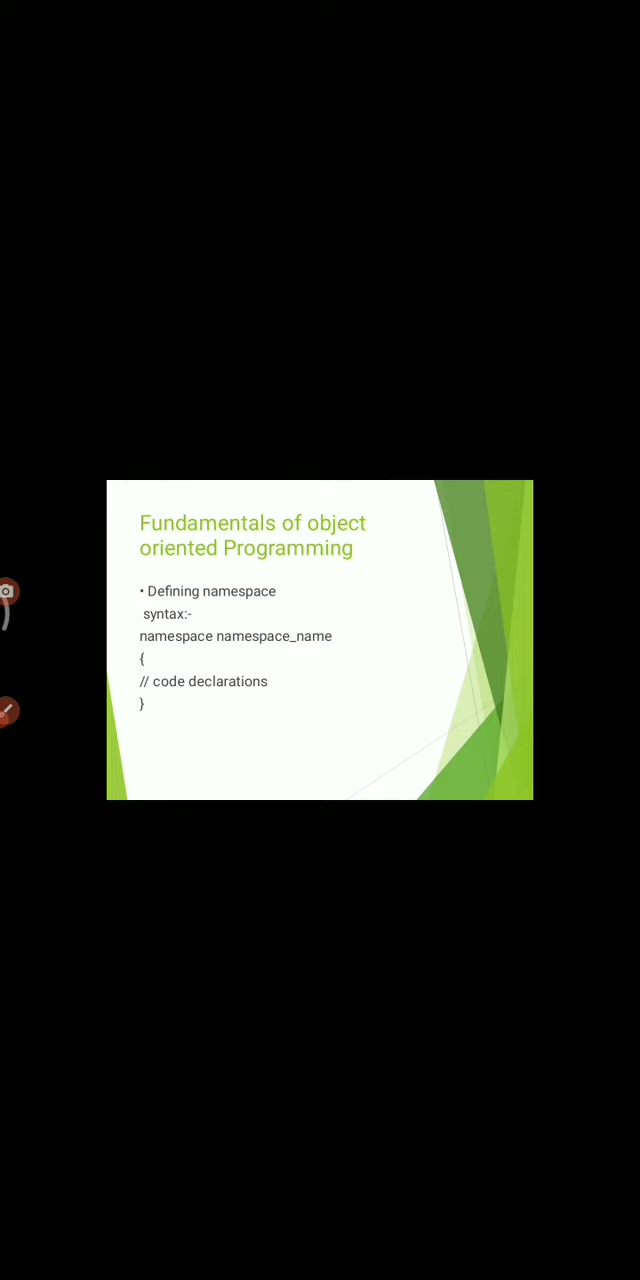 Fundamentals of object
oriented Programming
• Defining namespace
syntax:-
namespace namespace_name
{
// code declarations
}